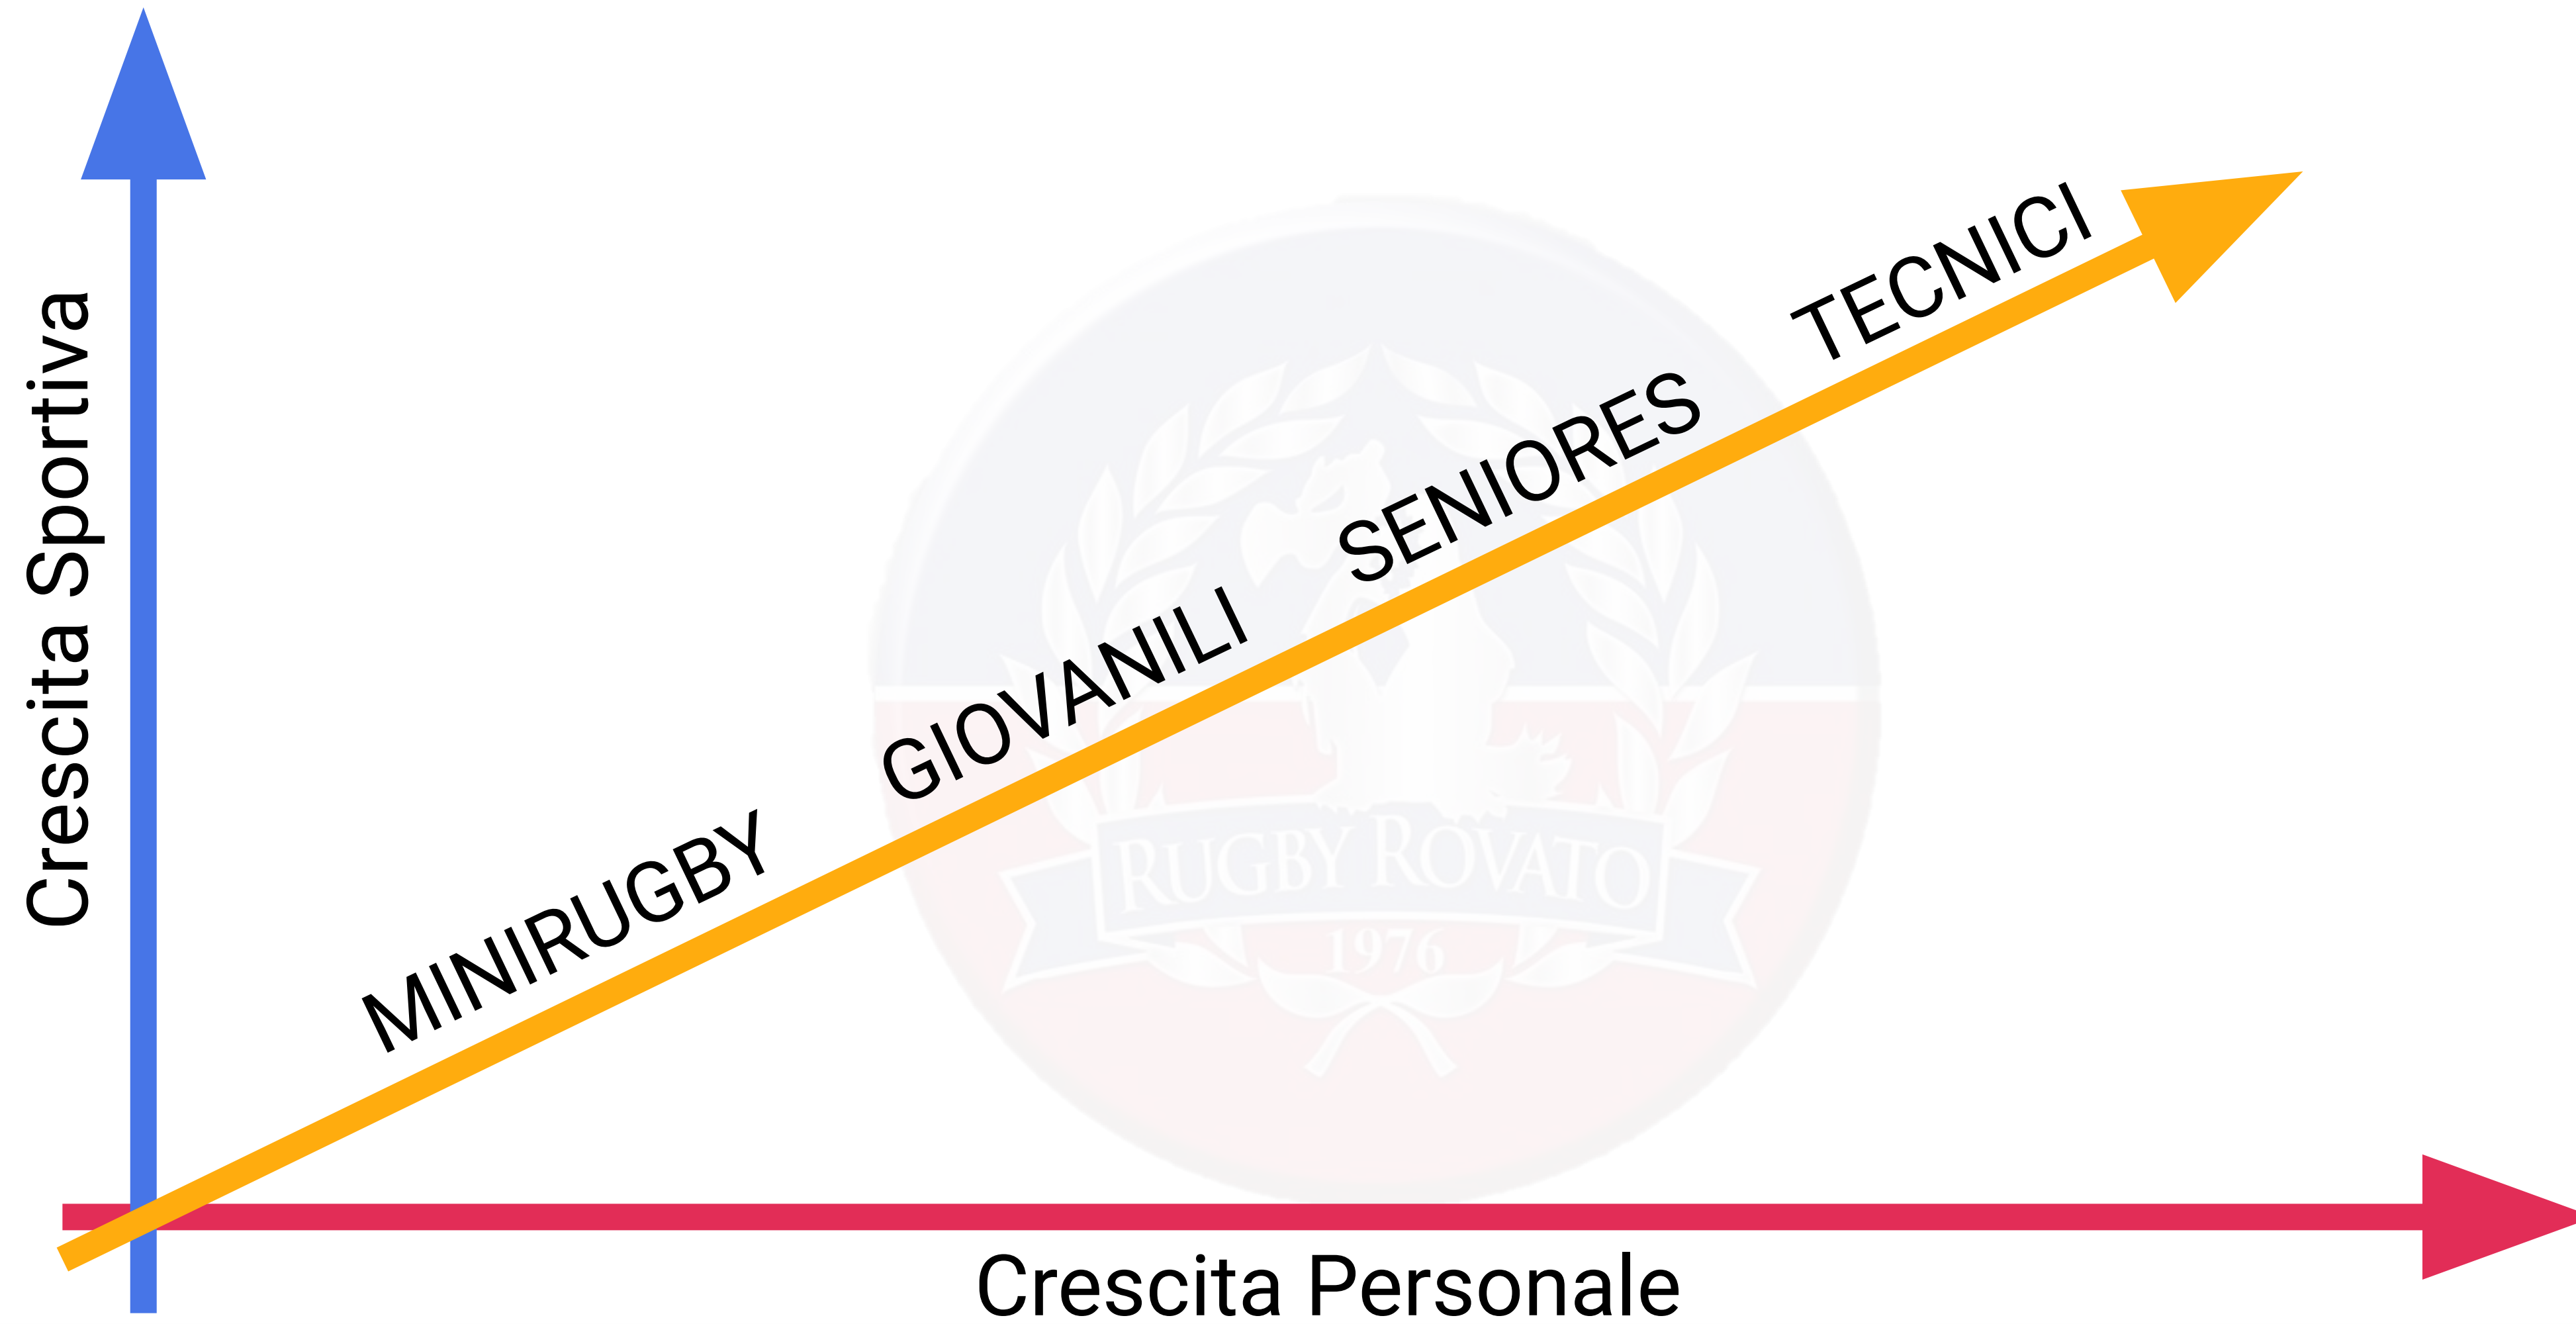 Crescita Sportiva
MINIRUGBY
GIOVANILI
SENIORES
TECNICI
RUGBY ROVATO
1976
Crescita Personale